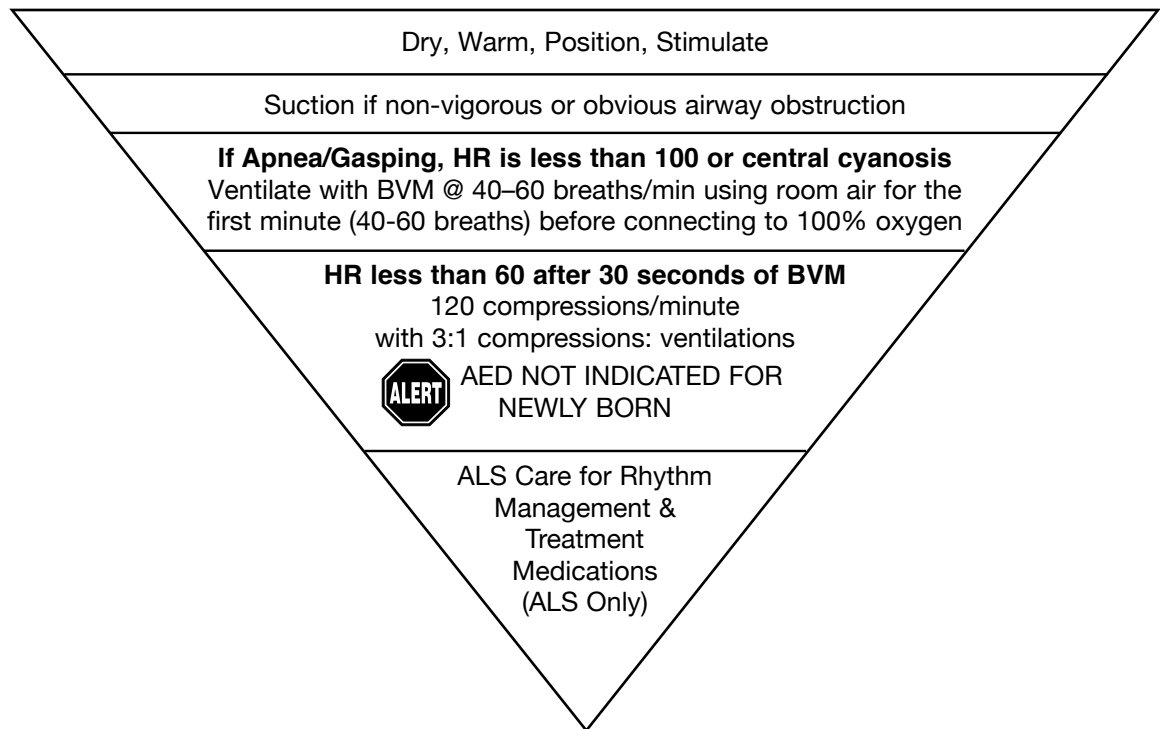 Dry, Warm, Position, Stimulate
Suction if non-vigorous or obvious airway obstruction
If Apnea/Gasping, HR is less than 100 or central cyanosis
Ventilate with BVM @ 40–60 breaths/min using room air for the
first minute (40-60 breaths) before connecting to 100% oxygen
HR less than 60 after 30 seconds of BVM
120 compressions/minute
with 3:1 compressions: ventilations
ALERT
AED NOT INDICATED FOR
NEWLY BORN
ALS Care for Rhythm
Management &
Treatment
Medications
(ALS Only)